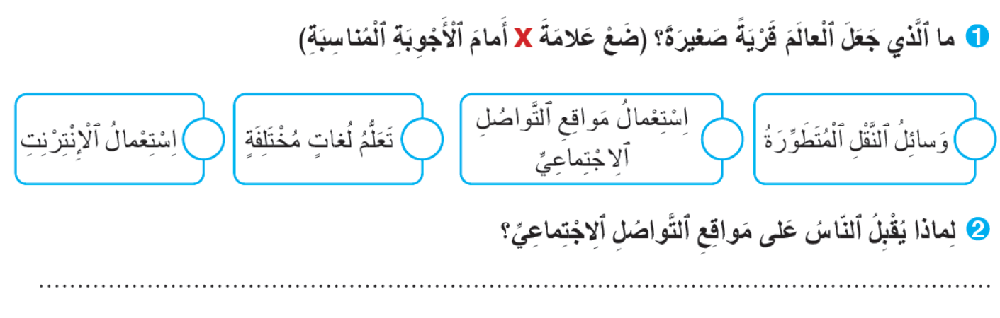 1 ما ٱلَّذي جَعَلَ ٱلْعالَمَ قَرْيَةً صَغيرَةً؟ (ضَعْ عَلامَةَ X أَمامَ ٱلْأَجْوِبَةِ ٱلْمُناسِبَةِ)
وَسائِلُ ٱلنَّقْلِ ٱلْمُتَطَوِّرَةُ
اِسْتِعْمالُ مَواقِعِ ٱلتَّواصُلِ
ٱلِاجْتِماعِيِّ
تَعَلُّمُ لُغاتٍ مُخْتَلِفَةٍ
اِسْتِعْمالُ ٱلْإِنْتِرْنِتِ
2 لِماذا يُقْبِلُ ٱلنّاسُ عَلى مَواقِعِ ٱلتَّواصُلِ ٱلِاجْتِماعِيِّ؟